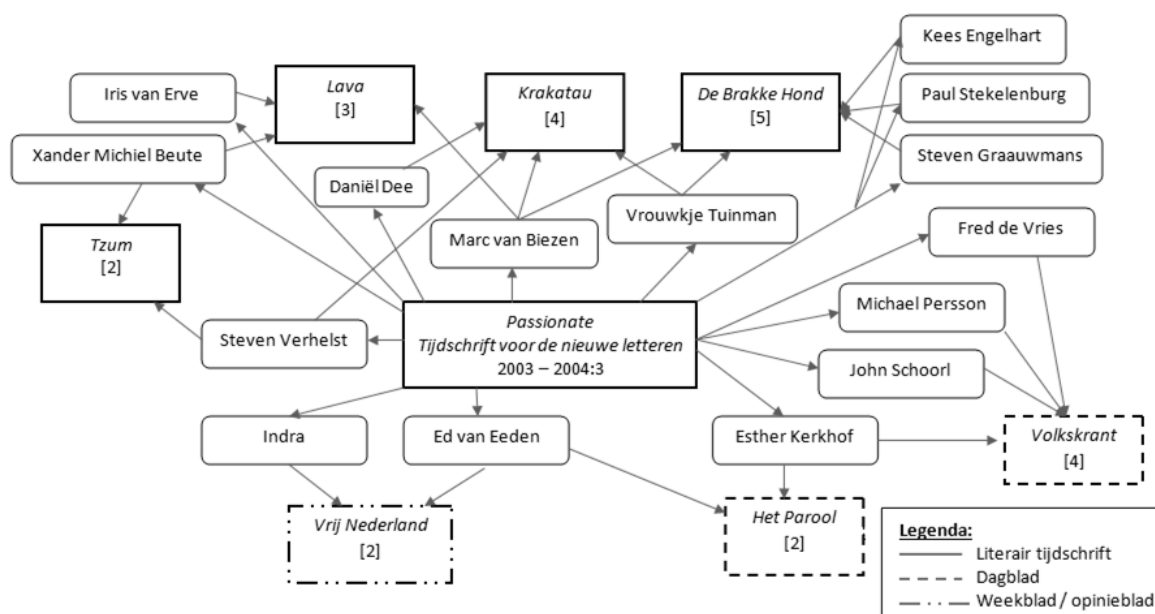 Kees Engelhart
Iris van Erve
Lava
[3]
Krakatau
[4]
De Brakke Hond
[5]
Paul Stekelenburg
Xander Michiel Beute
Daniël Dee
Steven Graauwmans
Marc van Biezen
Vrouwkje Tuinman
Fred de Vries
Tzum
[2]
Michael Persson
Steven Verhelst
Passionate
Tijdschrift voor de nieuwe letteren
2003 – 2004:3
John Schoorl
Indra
Ed van Eeden
Esther Kerkhof
Volkskrant
[4]
Vrij Nederland
[2]
Het Parool
[2]
Legenda:
Literair tijdschrift
Dagblad
Weekblad / opinieblad